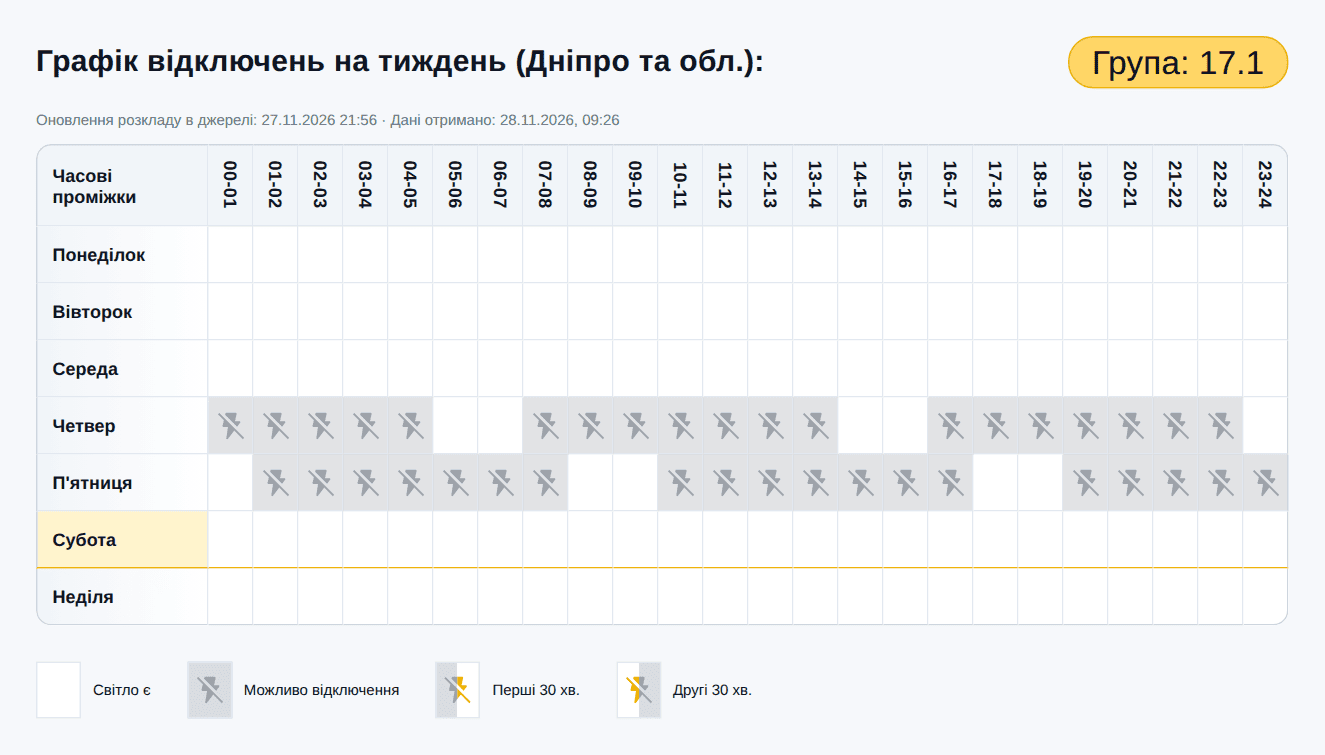 Графік відключень на тиждень (Дніпро та обл.):
Група: 17.1
Оновлення розкладу в джерелі: 27.11.2026 21:56 · Дані отримано: 28.11.2026, 09:26
Часові
проміжки
00-01 01-02 02-03 03-04 04-05 05-06 06-07 07-08 08-09 09-10 10-11 11-12 12-13 13-14 14-15 15-16 16-17 17-18 18-19 19-20 20-21 21-22 22-23 23-24
Понеділок
Вівторок
Середа
Четвер
П'ятниця
Субота
Неділя
Світло є Можливо відключення Перші 30 хв. Другі 30 хв.